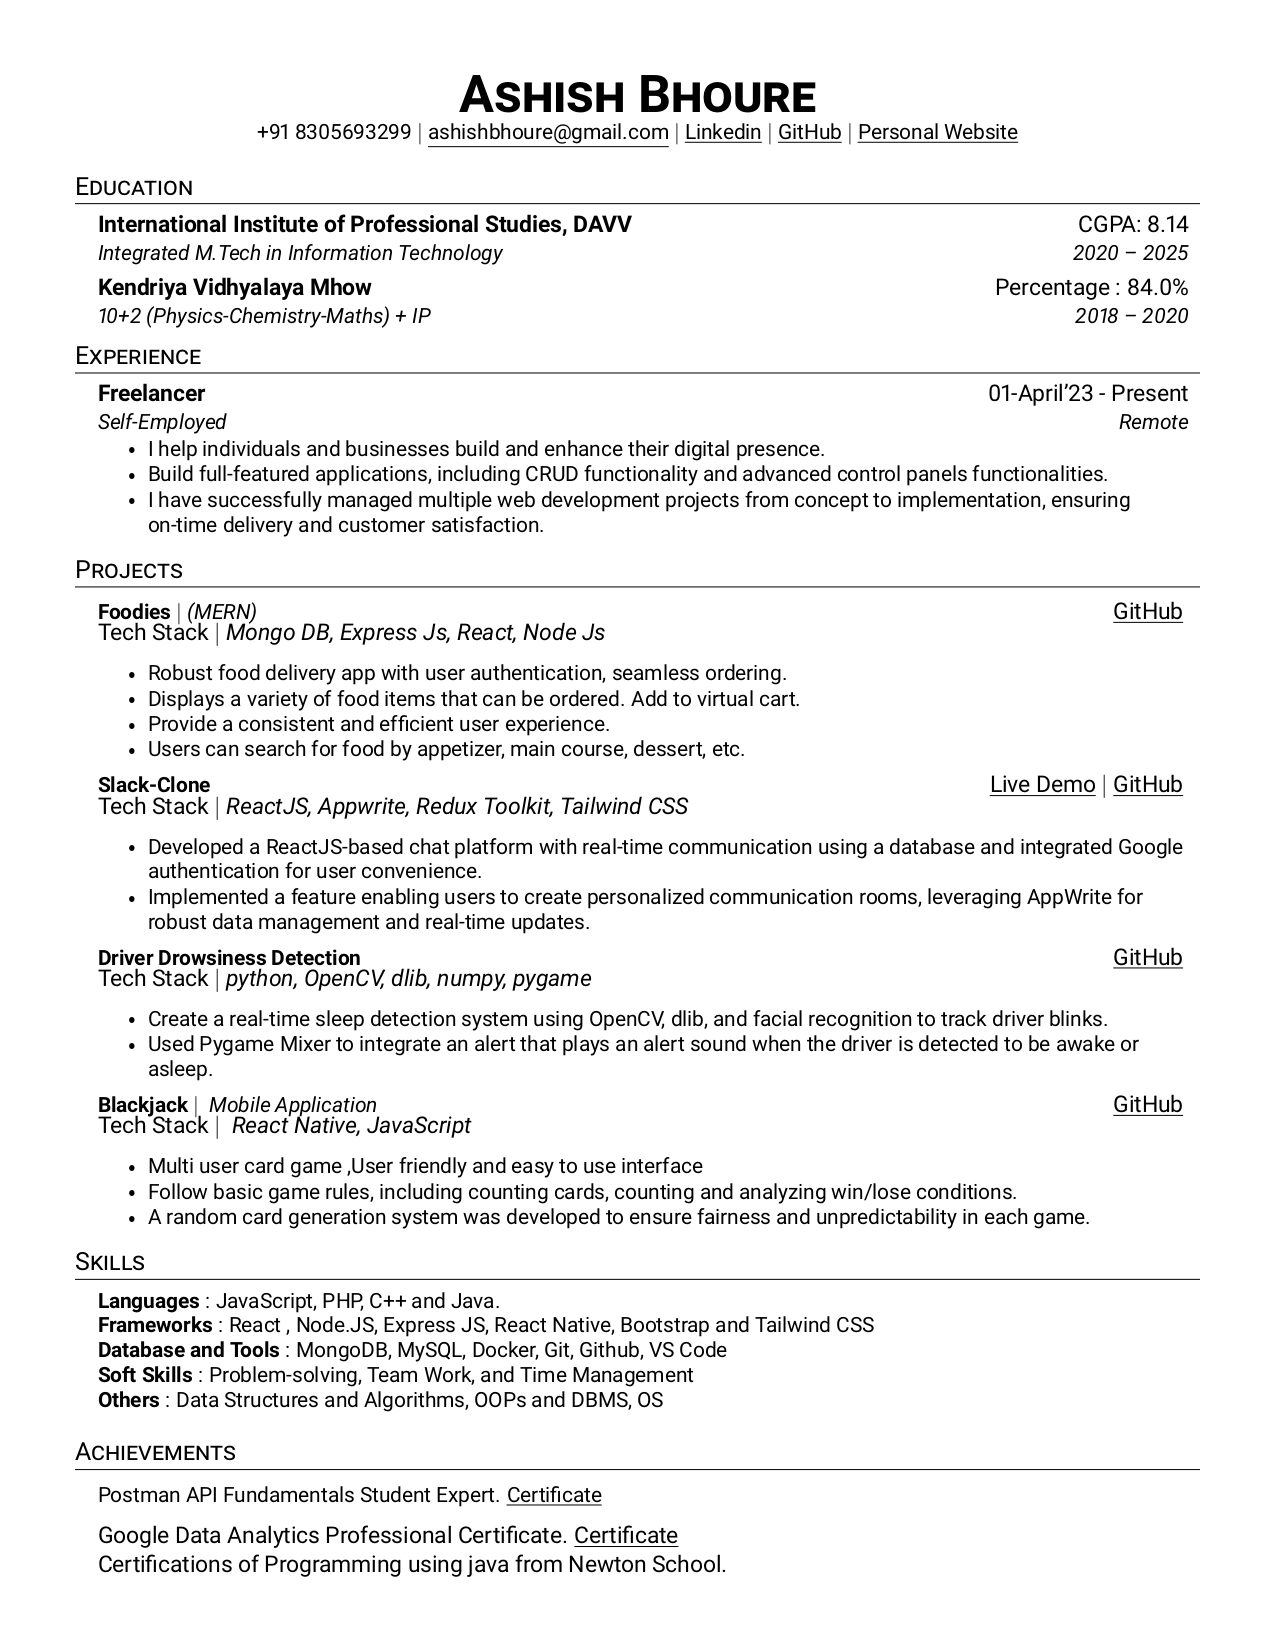 ASHISH BHOURE
+91 8305693299 | ashishbhoure@gmail.com | Linkedin | GitHub | Personal Website
EDUCATION
International Institute of Professional Studies, DAVV CGPA: 8.14
Integrated M.Tech in Information Technology 2020 – 2025
Kendriya Vidhyalaya Mhow Percentage : 84.0%
10+2 (Physics-Chemistry-Maths) + IP 2018 – 2020
EXPERIENCE
Freelancer 01-April’23 - Present
Self-Employed Remote
• I help individuals and businesses build and enhance their digital presence.
• Build full-featured applications, including CRUD functionality and advanced control panels functionalities.
• I have successfully managed multiple web development projects from concept to implementation, ensuring
on-time delivery and customer satisfaction.
PROJECTS
Foodies | (MERN) GitHub
Tech Stack | Mongo DB, Express Js, React, Node Js
• Robust food delivery app with user authentication, seamless ordering.
• Displays a variety of food items that can be ordered. Add to virtual cart.
• Provide a consistent and efficient user experience.
• Users can search for food by appetizer, main course, dessert, etc.
Slack-Clone Live Demo | GitHub
Tech Stack | ReactJS, Appwrite, Redux Toolkit, Tailwind CSS
• Developed a ReactJS-based chat platform with real-time communication using a database and integrated Google
authentication for user convenience.
• Implemented a feature enabling users to create personalized communication rooms, leveraging AppWrite for
robust data management and real-time updates.
Driver Drowsiness Detection GitHub
Tech Stack | python, OpenCV, dlib, numpy, pygame
• Create a real-time sleep detection system using OpenCV, dlib, and facial recognition to track driver blinks.
• Used Pygame Mixer to integrate an alert that plays an alert sound when the driver is detected to be awake or
asleep.
Blackjack | Mobile Application GitHub
Tech Stack | React Native, JavaScript
• Multi user card game ,User friendly and easy to use interface
• Follow basic game rules, including counting cards, counting and analyzing win/lose conditions.
• A random card generation system was developed to ensure fairness and unpredictability in each game.
SKILLS
Languages : JavaScript, PHP, C++ and Java.
Frameworks : React , Node.JS, Express JS, React Native, Bootstrap and Tailwind CSS
Database and Tools : MongoDB, MySQL, Docker, Git, Github, VS Code
Soft Skills : Problem-solving, Team Work, and Time Management
Others : Data Structures and Algorithms, OOPs and DBMS, OS
ACHIEVEMENTS
Postman API Fundamentals Student Expert. Certificate
Google Data Analytics Professional Certificate. Certificate
Certifications of Programming using java from Newton School.